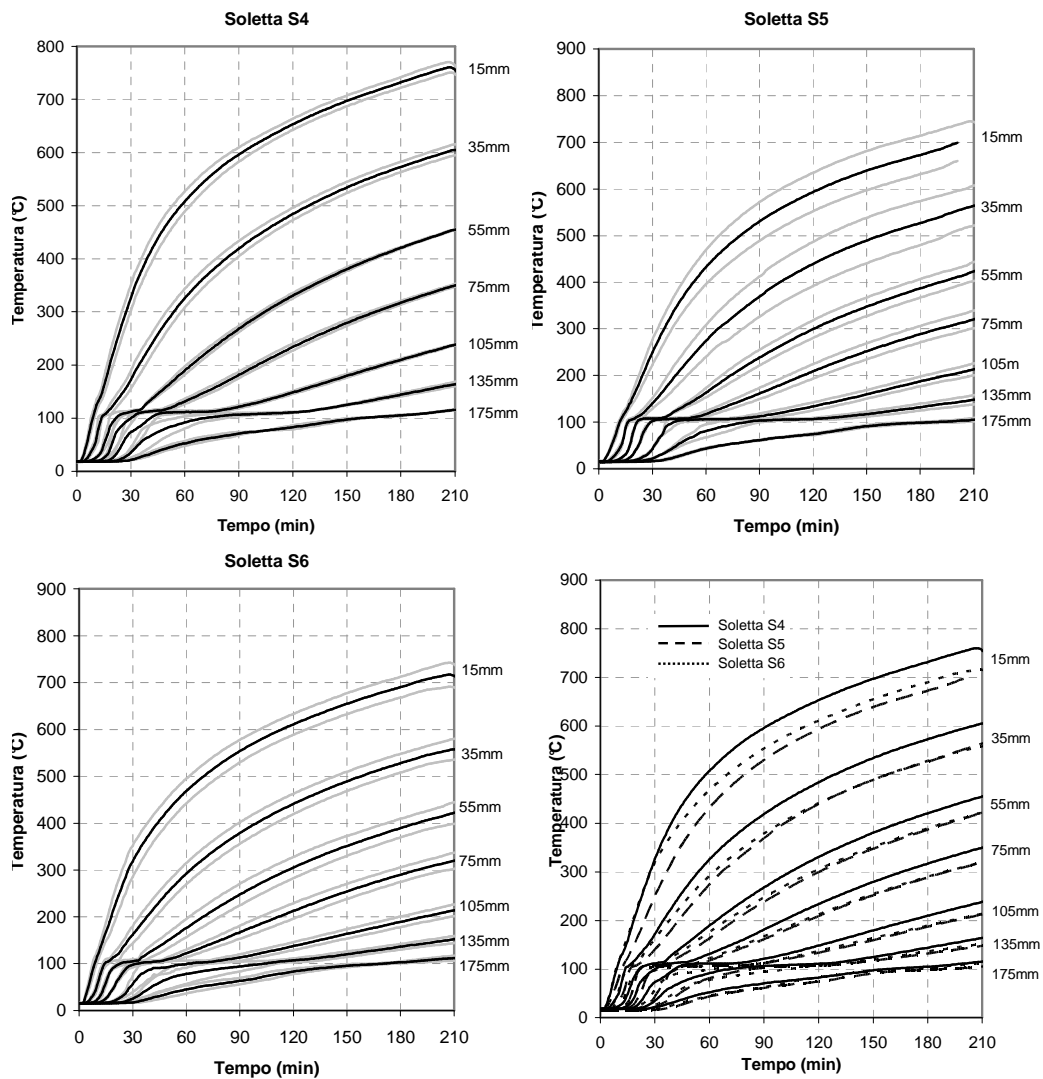 Soletta S4
800
700
600
500
400
300
200
100
0
Temperatura (°C)
0 30 60 90 120 150 180 210
Tempo (min)
15mm
35mm
55mm
75mm
105mm
135mm
175mm
Soletta S5
900
800
700
600
500
400
300
200
100
0
Temperatura (°C)
0 30 60 90 120 150 180 210
Tempo (min)
15mm
35mm
55mm
75mm
105m
135mm
175mm
Soletta S6
900
800
700
600
500
400
300
200
100
0
Temperatura (°C)
0 30 60 90 120 150 180 210
Tempo (min)
15mm
35mm
55mm
75mm
105mm
135mm
175mm
900
800
700
600
500
400
300
200
100
0
Temperatura (°C)
Soletta S4
Soletta S5
Soletta S6
0 30 60 90 120 150 180 210
Tempo (min)
15mm
35mm
55mm
75mm
105mm
135mm
175mm